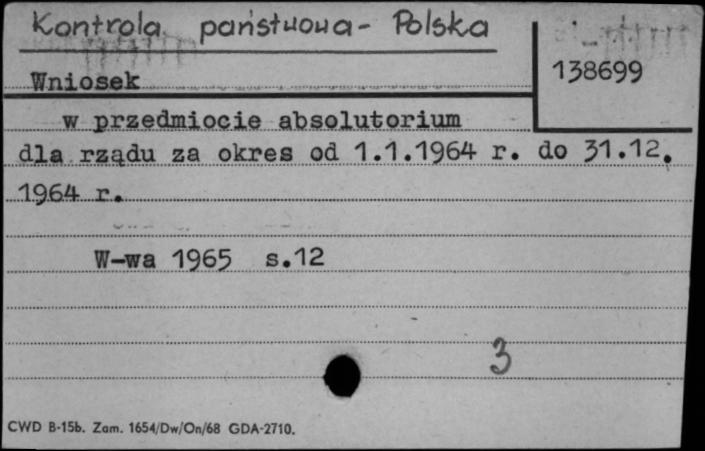 Kontrola państwowa - Polska
138699
Wniosek
w przedmiocie absolutorium
dla rządu za okres od 1.1.1964 r. do 31.12.
1964 r.
W-wa 1965 s.12
3
CWD B-15b. Zam. 1654/Dw/On/68 GDA-2710.